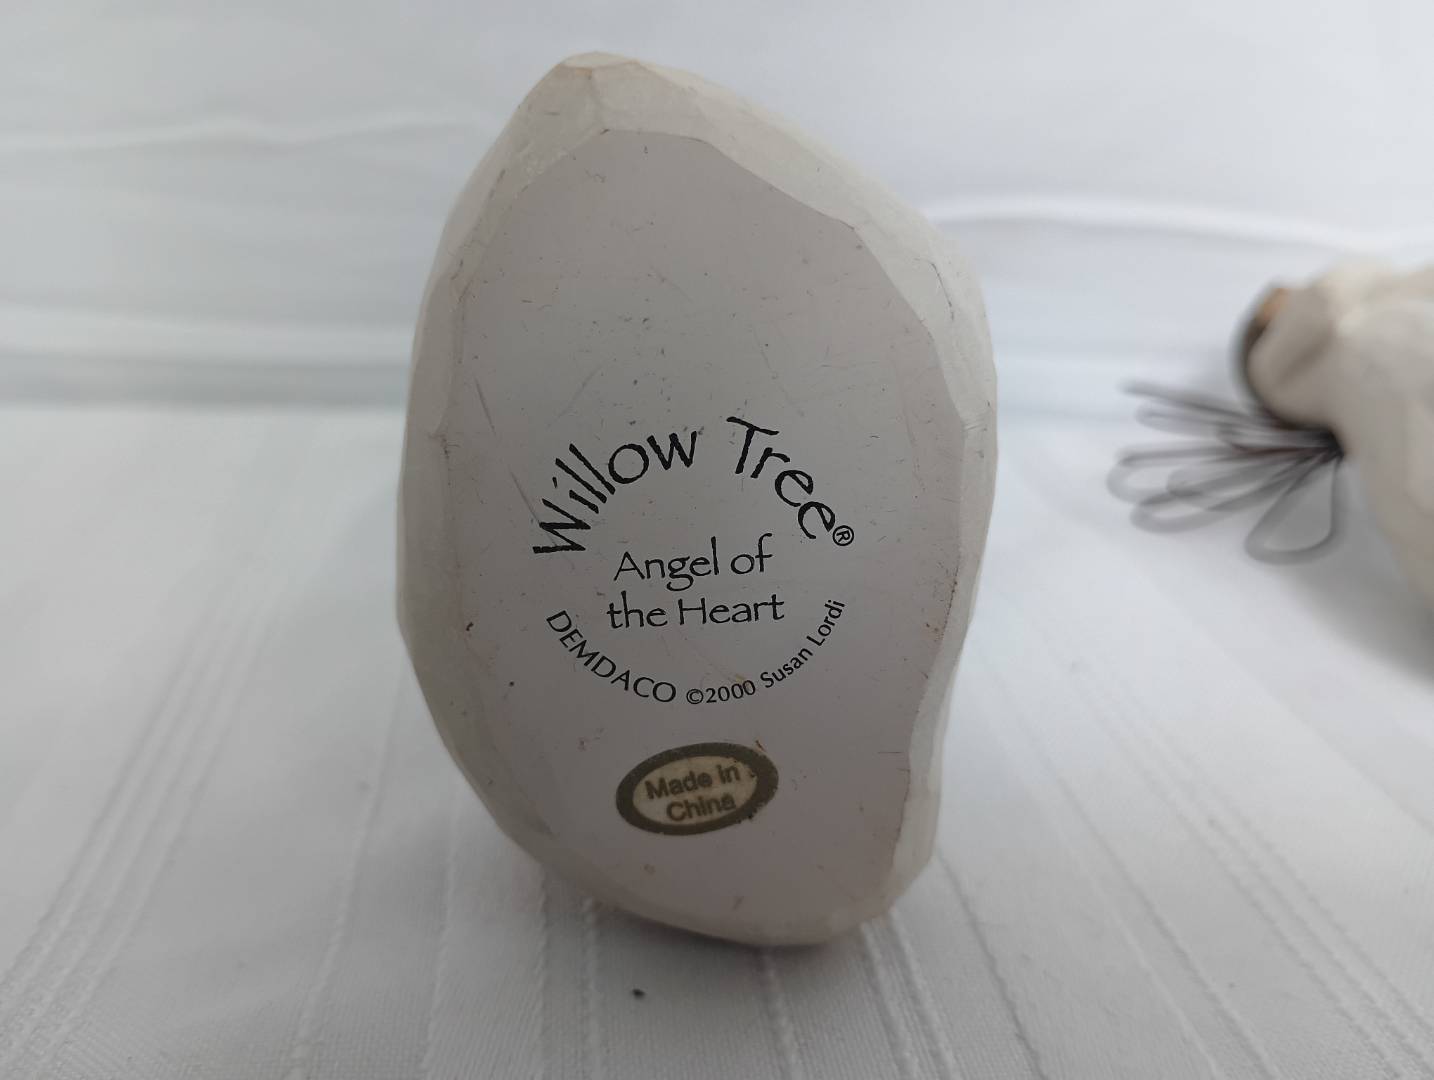 Willow Tree®
Angel of
the Heart
DEMDACO ©2000 Susan Lordi
Made in
China